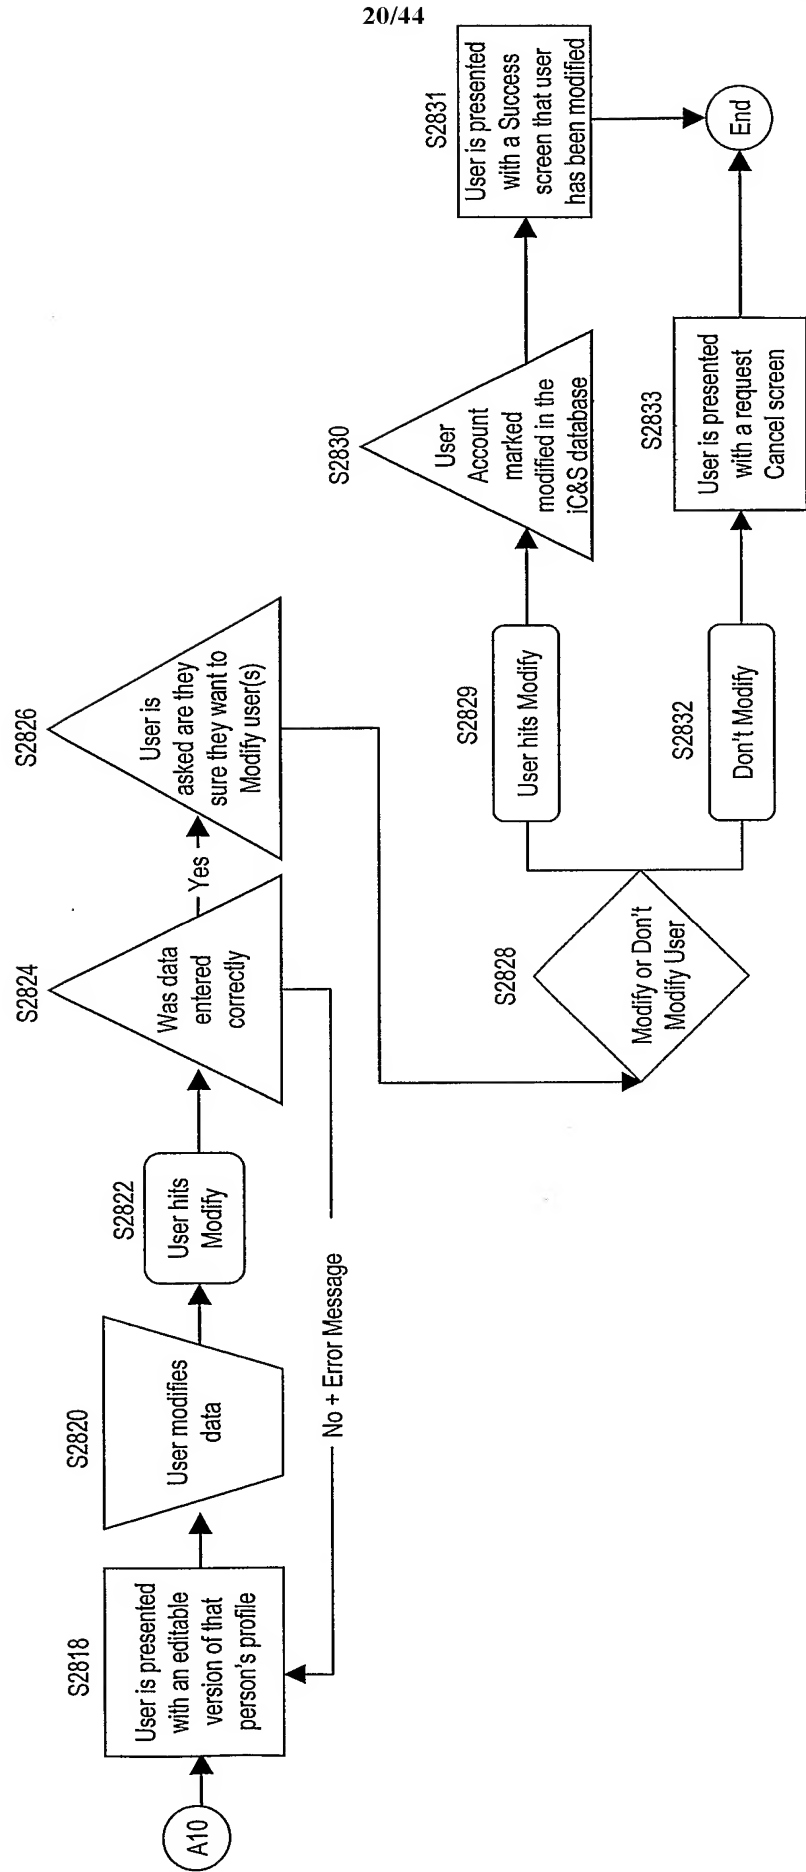 20/44
A10
S2818
User is presented
with an editable
version of that
person's profile
S2820
User modifies
data
S2822
User hits
Modify
S2824
Was data
entered
correctly
No + Error Message
Yes
S2826
User is
asked are they
sure they want to
Modify user(s)
S2828
Modify or Don't
Modify User
S2829
User hits Modify
S2830
User
Account
marked
modified in the
iC&S database
S2831
User is presented
with a Success
screen that user
has been modified
S2832
Don't Modify
S2833
User is presented
with a request
Cancel screen
End